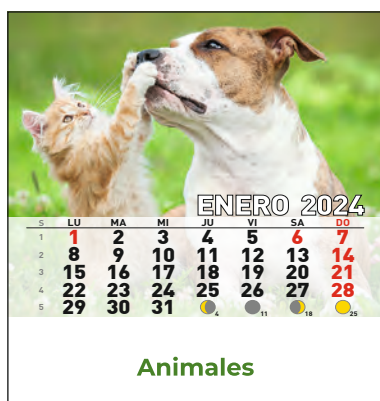 ENERO 2024
S LU MA MI JU VI SA DO
1 1 2 3 4 5 6 7
2 8 9 10 11 12 13 14
3 15 16 17 18 19 20 21
4 22 23 24 25 26 27 28
5 29 30 31 4 11 18 25
Animales